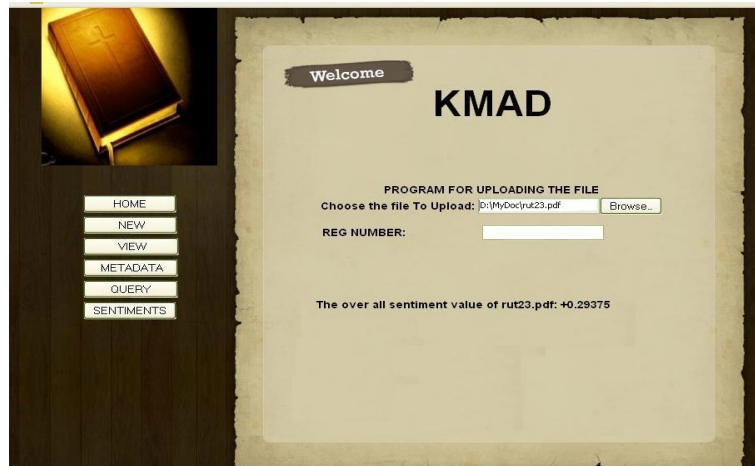 Welcome
KMAD
HOME
NEW
VIEW
METADATA
QUERY
SENTIMENTS
PROGRAM FOR UPLOADING THE FILE
Choose the file To Upload: D:\MyDoc\rut23.pdf Browse..
REG NUMBER:
The over all sentiment value of rut23.pdf: +0.29375